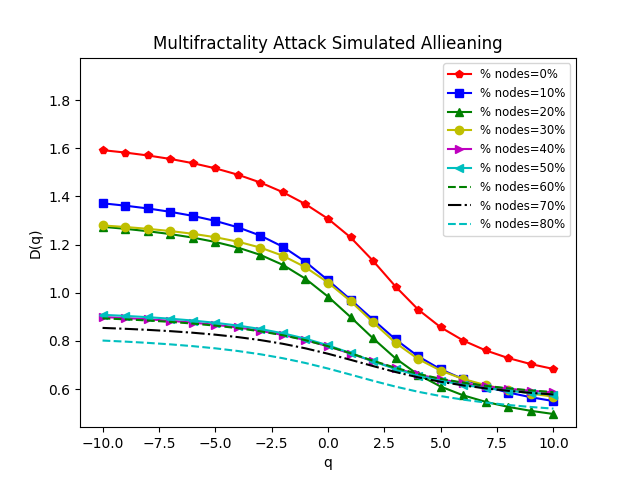 Multifractality Attack Simulated Allieaning
D(q)
1.8
1.6
1.4
1.2
1.0
0.8
0.6
% nodes=0%
% nodes=10%
% nodes=20%
% nodes=30%
% nodes=40%
% nodes=50%
% nodes=60%
% nodes=70%
% nodes=80%
−10.0 −7.5 −5.0 −2.5 0.0 2.5 5.0 7.5 10.0
q